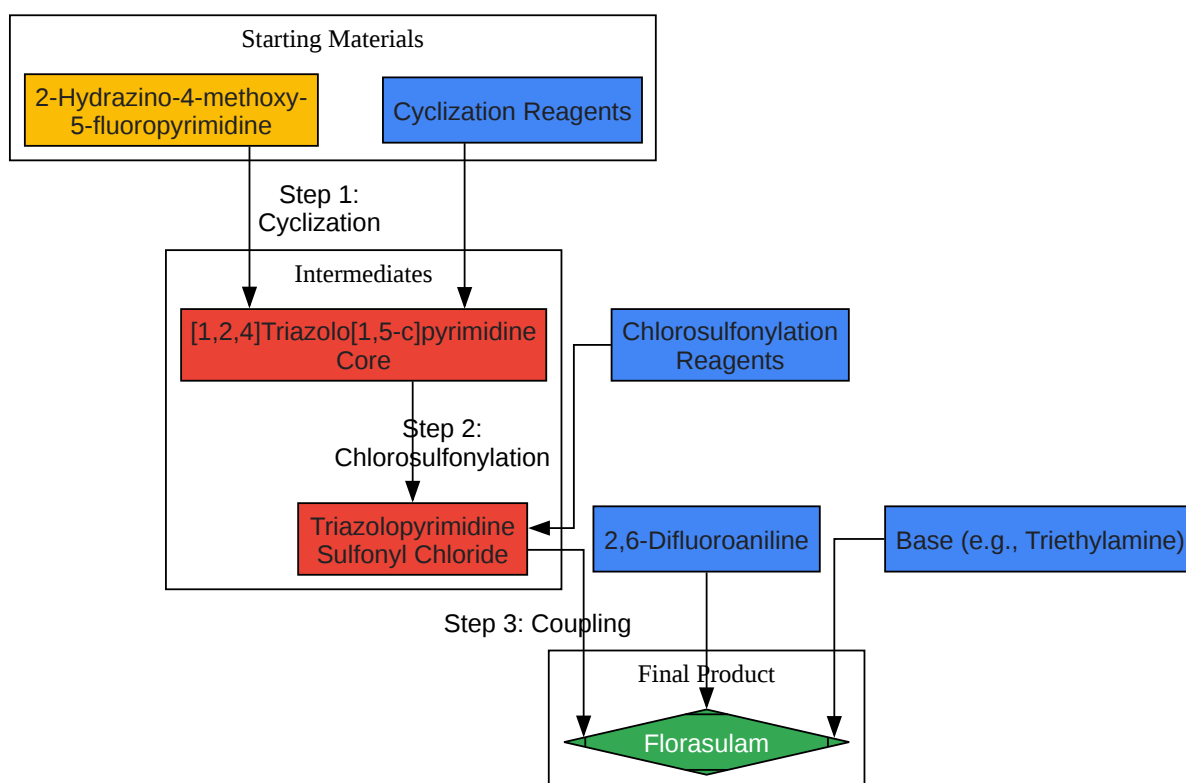 Starting Materials
2-Hydrazino-4-methoxy-
5-fluoropyrimidine
Cyclization Reagents
Step 1:
Cyclization
Intermediates
[1,2,4]Triazolo[1,5-c]pyrimidine
Core
Chlorosulfonylation
Reagents
Step 2:
Chlorosulfonylation
Triazolopyrimidine
Sulfonyl Chloride
2,6-Difluoroaniline
Base (e.g., Triethylamine)
Step 3: Coupling
Final Product
Florasulam